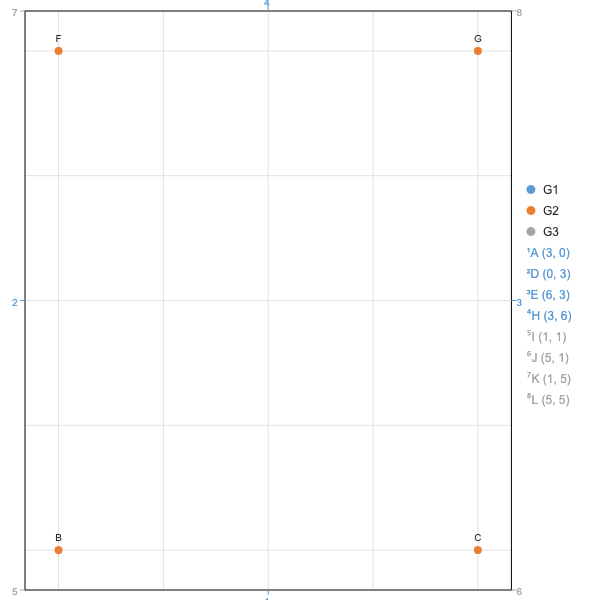 4
7
8
F
G
G1
G2
G3
¹A (3, 0)
²D (0, 3)
2
3
³E (6, 3)
⁴H (3, 6)
⁵I (1, 1)
⁶J (5, 1)
⁷K (1, 5)
⁸L (5, 5)
B
C
5
6